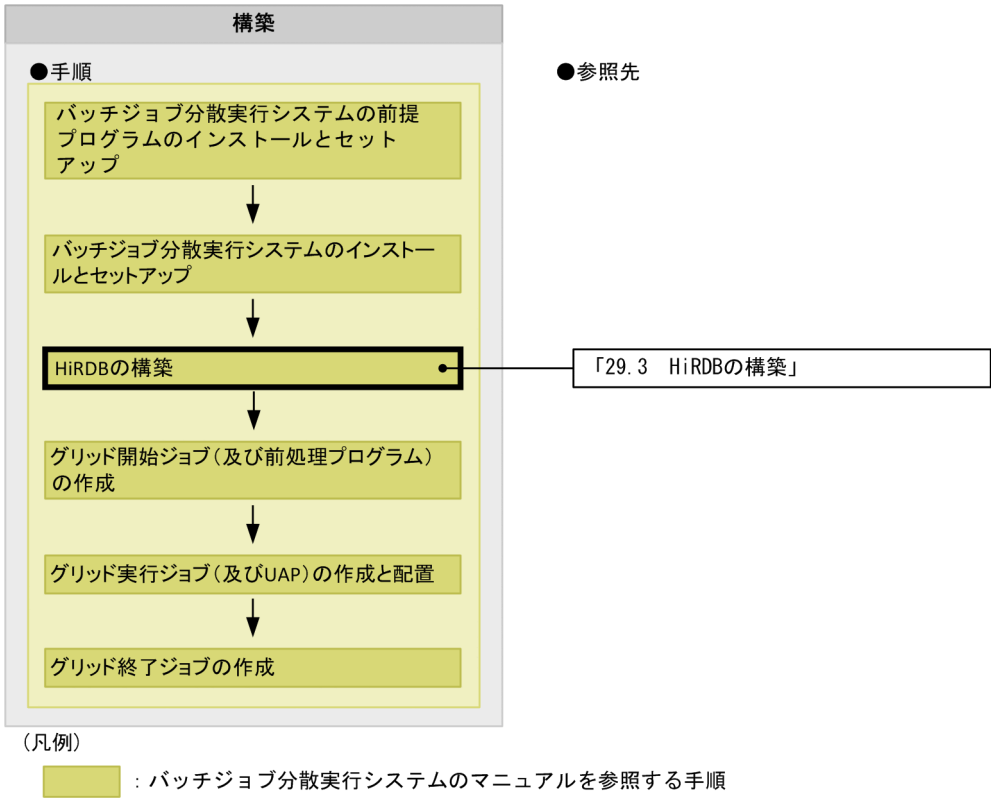 構築
●手順
●参照先
バッチジョブ分散実行システムの前提
プログラムのインストールとセット
アップ
バッチジョブ分散実行システムのインストー
ルとセットアップ
HiRDBの構築
「29.3　HiRDBの構築」
グリッド開始ジョブ（及び前処理プログラム）
の作成
グリッド実行ジョブ（及びUAP）の作成と配置
グリッド終了ジョブの作成
（凡例）
：バッチジョブ分散実行システムのマニュアルを参照する手順